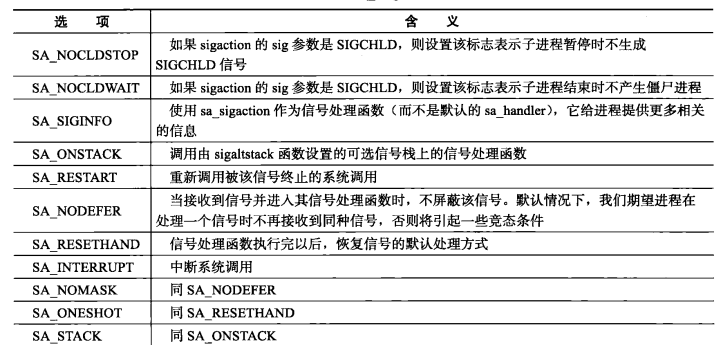 选 项 含 义
SA_NOCLDSTOP 如果 sigaction 的 sig 参数是 SIGCHLD，则设置该标志表示子进程暂停时不生成
SIGCHLD 信号
SA_NOCLDWAIT 如果 sigaction 的 sig 参数是 SIGCHLD，则设置该标志表示子进程结束时不产生僵尸进程
SA_SIGINFO 使用 sa_sigaction 作为信号处理函数（而不是默认的 sa_handler），它给进程提供更多相关
的信息
SA_ONSTACK 调用由 sigaltstack 函数设置的可选信号栈上的信号处理函数
SA_RESTART 重新调用被该信号终止的系统调用
SA_NODEFER 当接收到信号并进入其信号处理函数时，不屏蔽该信号。默认情况下，我们期望进程在
处理一个信号时不再接收到同种信号，否则将引起一些竞态条件
SA_RESETHAND 信号处理函数执行完以后，恢复信号的默认处理方式
SA_INTERRUPT 中断系统调用
SA_NOMASK 同 SA_NODEFER
SA_ONESHOT 同 SA_RESETHAND
SA_STACK 同 SA_ONSTACK